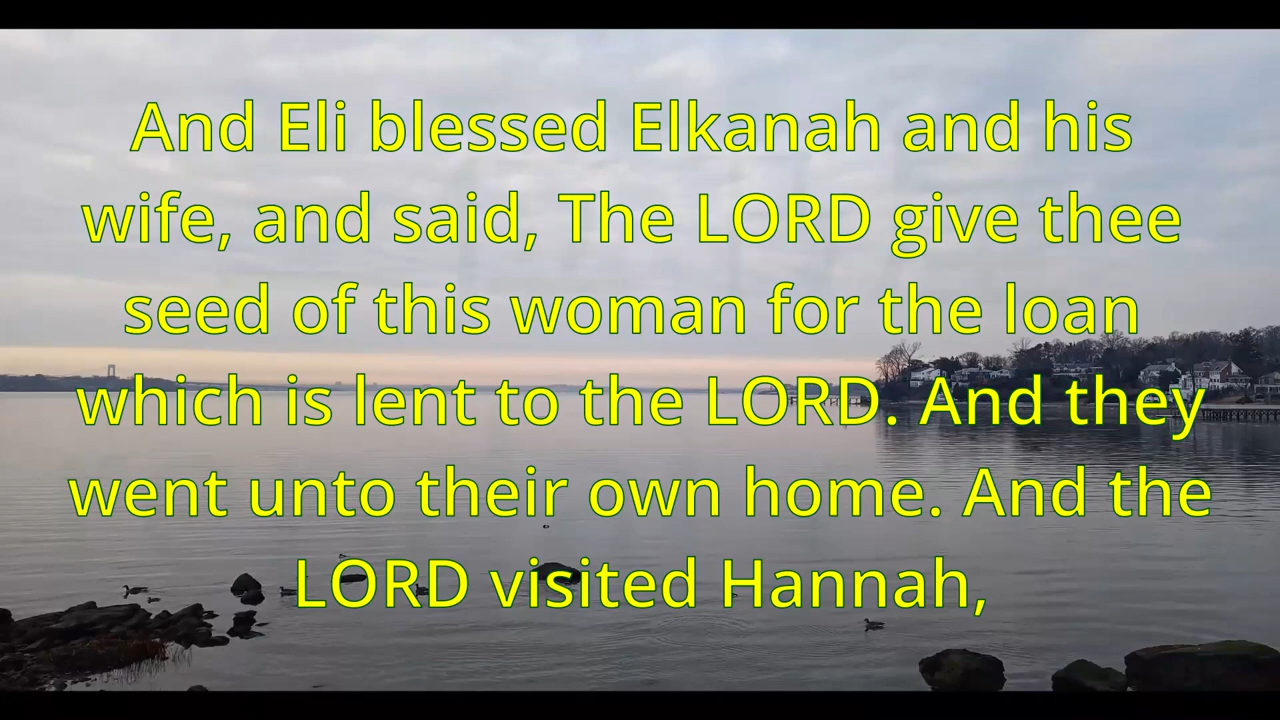 And Eli blessed Elkanah and his
wife, and said, The LORD give thee
seed of this woman for the loan
which is lent to the LORD. And they
went unto their own home. And the
LORD visited Hannah,